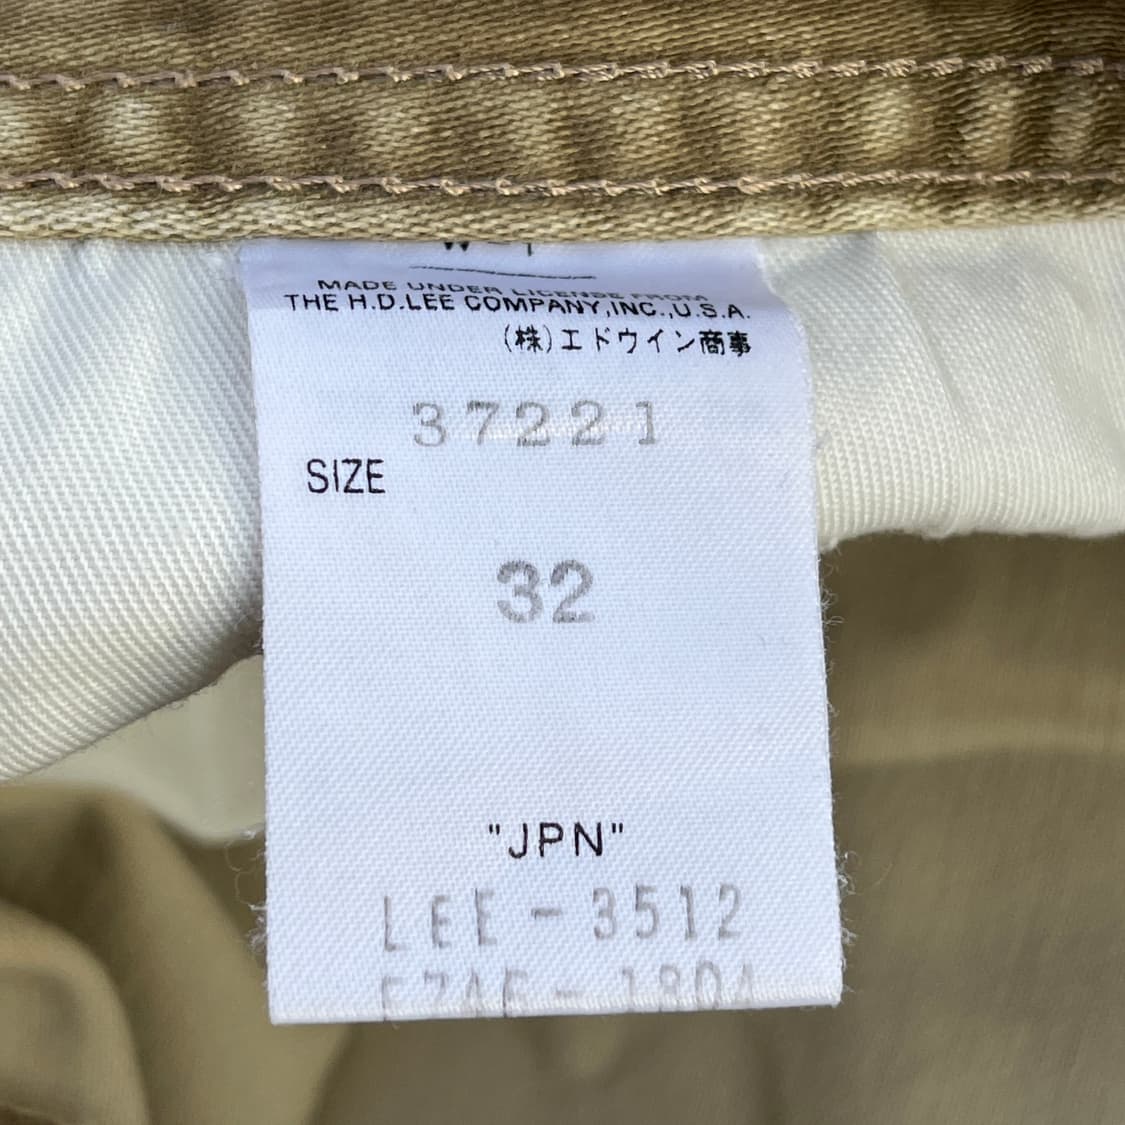 MADE UNDER LICENSE FROM
THE H.D.LEE COMPANY,INC.,U.S.A.
(株)エドウイン商事
37221
SIZE
32
"JPN"
LEE-3512